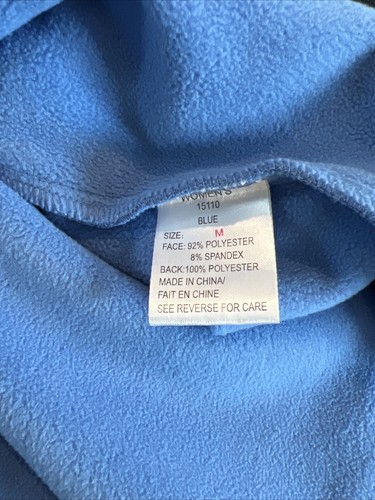 WOMEN'S
15110
BLUE
SIZE: M
FACE: 92% POLYESTER
8% SPANDEX
BACK:100% POLYESTER
MADE IN CHINA/
FAIT EN CHINE
SEE REVERSE FOR CARE